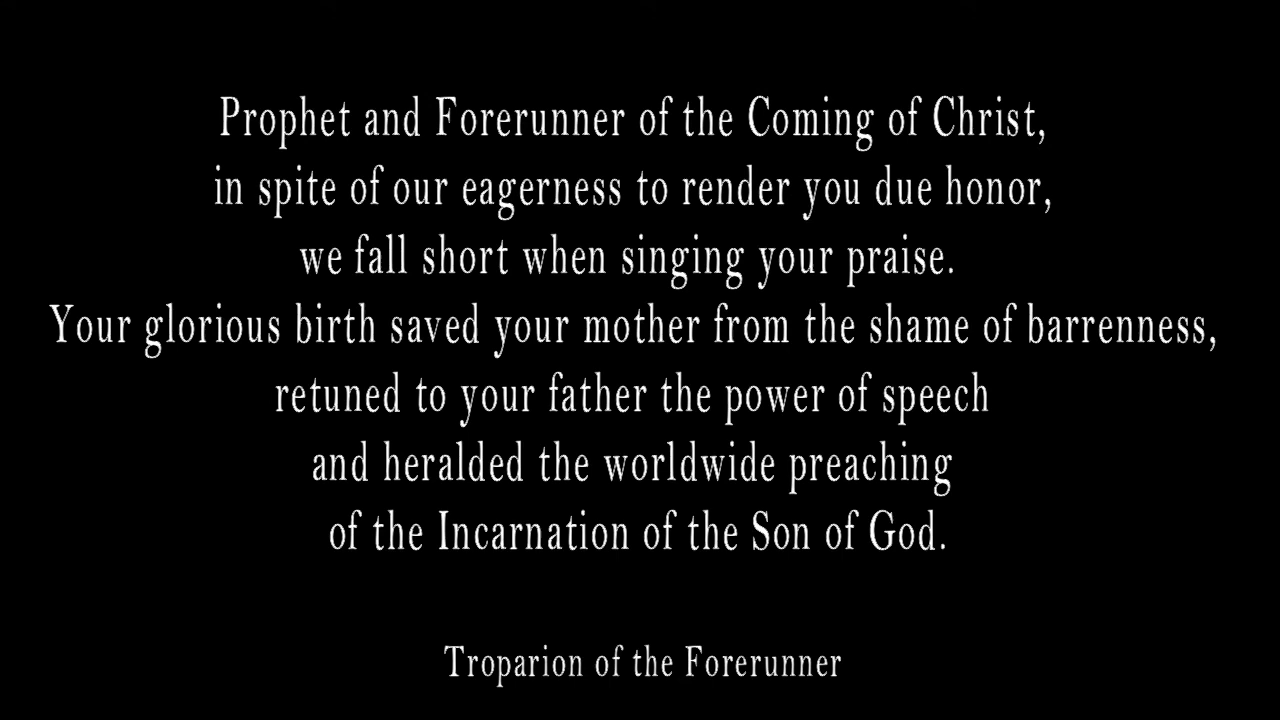 Prophet and Forerunner of the Coming of Christ,
in spite of our eagerness to render you due honor,
we fall short when singing your praise.
Your glorious birth saved your mother from the shame of barrenness,
retuned to your father the power of speech
and heralded the worldwide preaching
of the Incarnation of the Son of God.
Troparion of the Forerunner